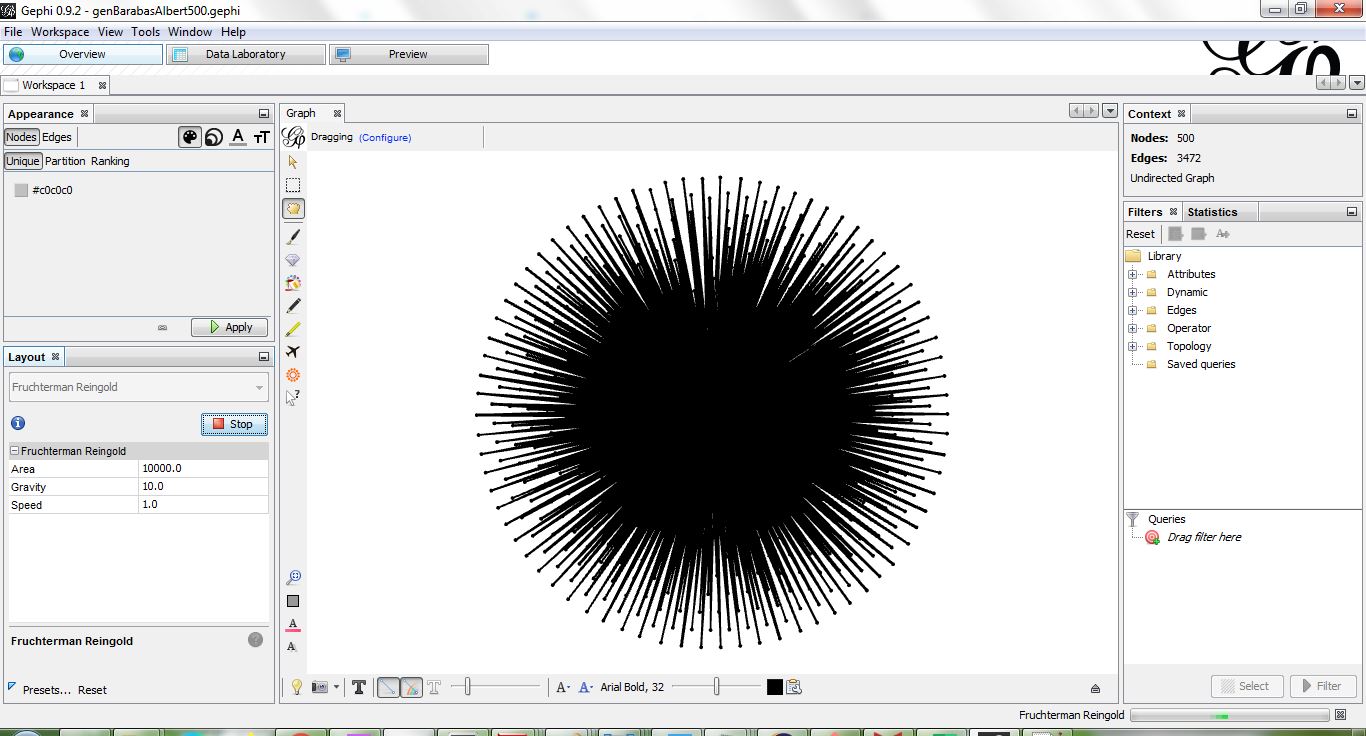 Gephi 0.9.2 - genBarabasAlbert500.gephi
File Workspace View Tools Window Help
Overview Data Laboratory Preview
Workspace 1
Appearance
Nodes Edges
Unique Partition Ranking
#c0c0c0
Apply
Layout
Fruchterman Reingold
Stop
Fruchterman Reingold
Area 10000.0
Gravity 10.0
Speed 1.0
Fruchterman Reingold
Presets... Reset
Graph
Dragging (Configure)
Arial Bold, 32
Context
Nodes: 500
Edges: 3472
Undirected Graph
Filters Statistics
Reset
Library
Attributes
Dynamic
Edges
Operator
Topology
Saved queries
Queries
Drag filter here
Select Filter
Fruchterman Reingold